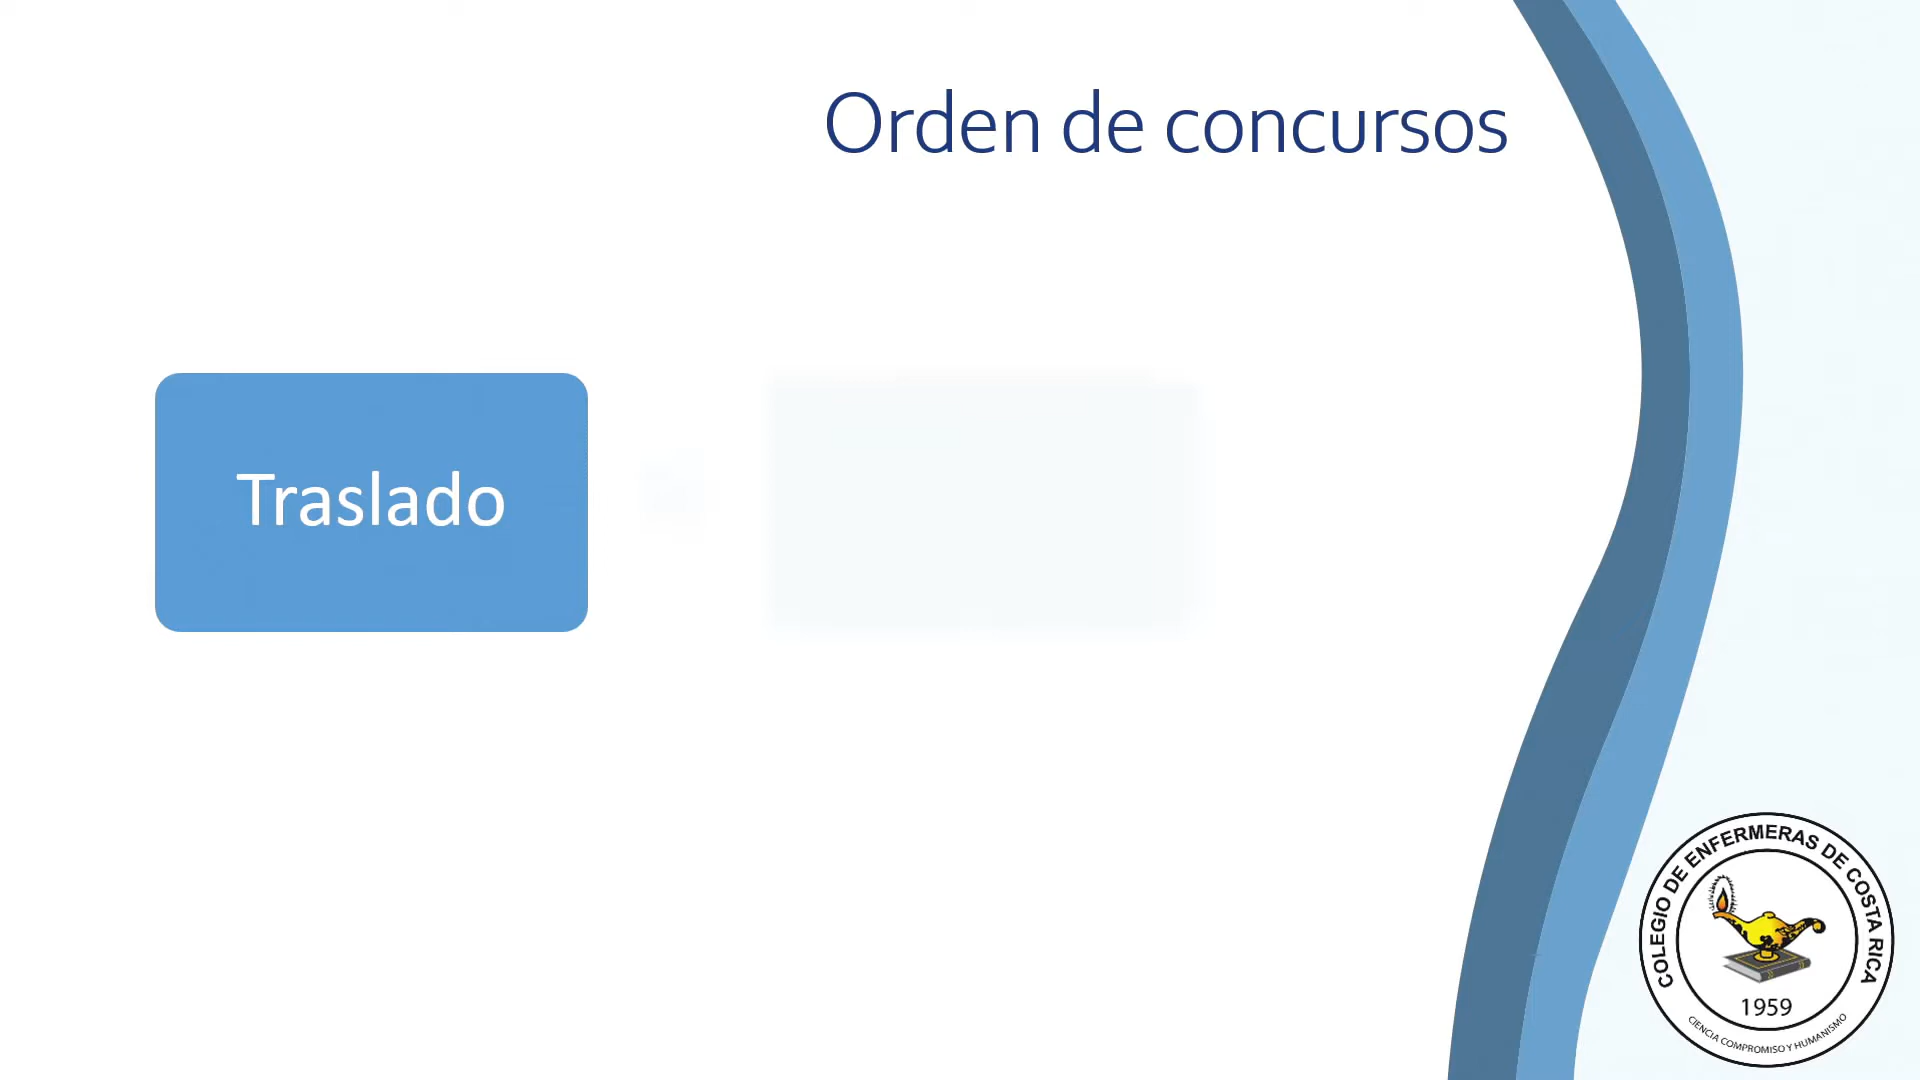 Orden de concursos
Traslado
COLEGIO DE ENFERMERAS DE COSTA RICA
1959
CIENCIA COMPROMISO Y HUMANISMO